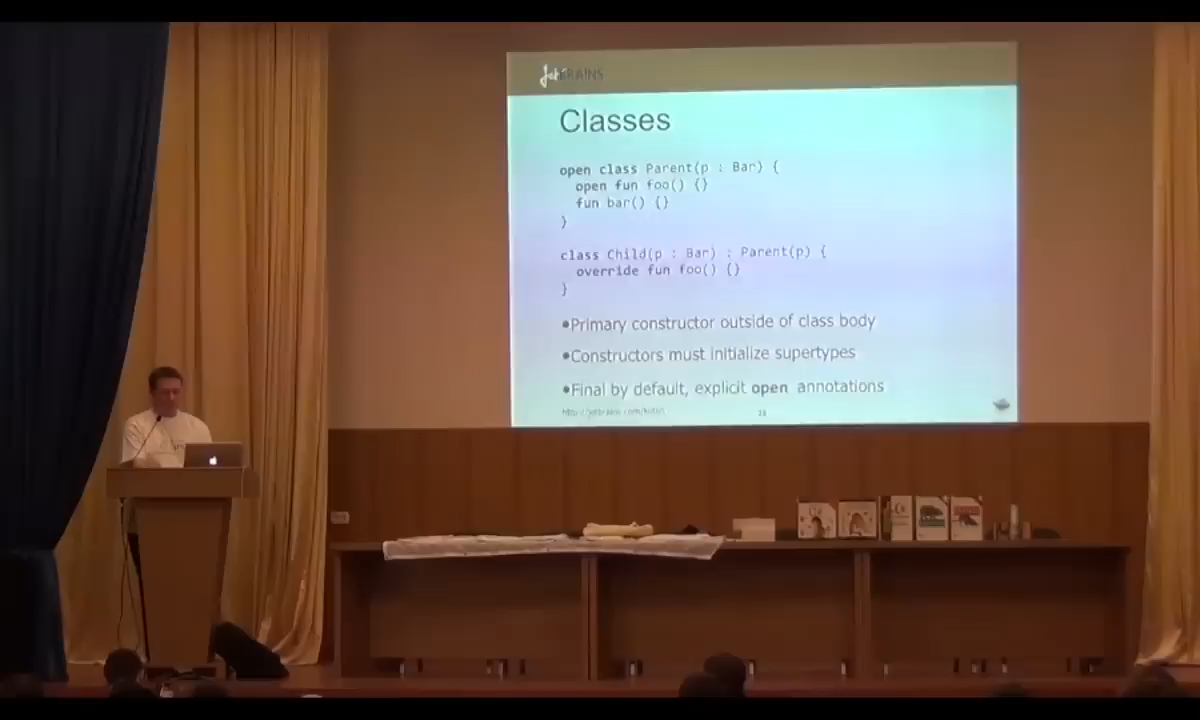 JetBRAINS
Classes
open class Parent(p : Bar) {
open fun foo() {}
fun bar() {}
}
class Child(p : Bar) : Parent(p) {
override fun foo() {}
}
•Primary constructor outside of class body
•Constructors must initialize supertypes
•Final by default, explicit open annotations